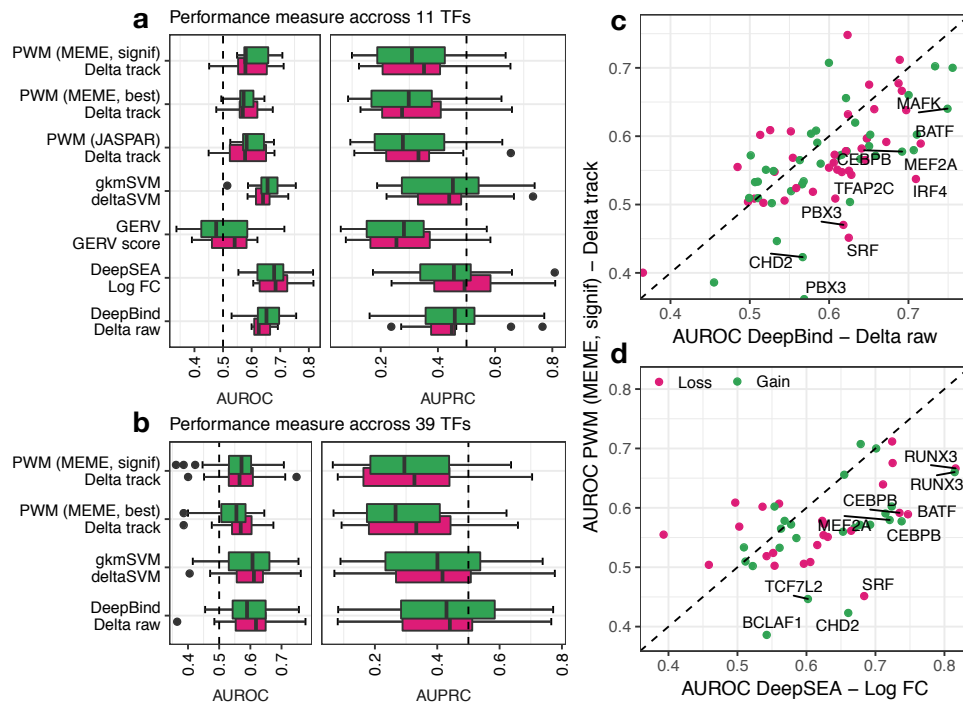 a
Performance measure accross 11 TFs
PWM (MEME, signif)
Delta track
PWM (MEME, best)
Delta track
PWM (JASPAR)
Delta track
gkmSVM
deltaSVM
GERV
GERV score
DeepSEA
Log FC
DeepBind
Delta raw
0.4
0.5
0.6
0.7
0.8
AUROC
0.2
0.4
0.6
0.8
AUPRC
b
Performance measure accross 39 TFs
PWM (MEME, signif)
Delta track
PWM (MEME, best)
Delta track
gkmSVM
deltaSVM
DeepBind
Delta raw
0.4
0.5
0.6
0.7
AUROC
0.2
0.4
0.6
0.8
AUPRC
AUROC PWM (MEME, signif) − Delta track
c
0.7
0.6
0.5
0.4
MAFK
BATF
CEBPB
MEF2A
TFAP2C
IRF4
PBX3
SRF
CHD2
PBX3
0.4
0.5
0.6
0.7
AUROC DeepBind − Delta raw
d
Loss
Gain
0.8
0.7
0.6
0.5
0.4
RUNX3
RUNX3
CEBPB
BATF
MEF2A
CEBPB
TCF7L2
SRF
BCLAF1
CHD2
0.4
0.5
0.6
0.7
0.8
AUROC DeepSEA − Log FC